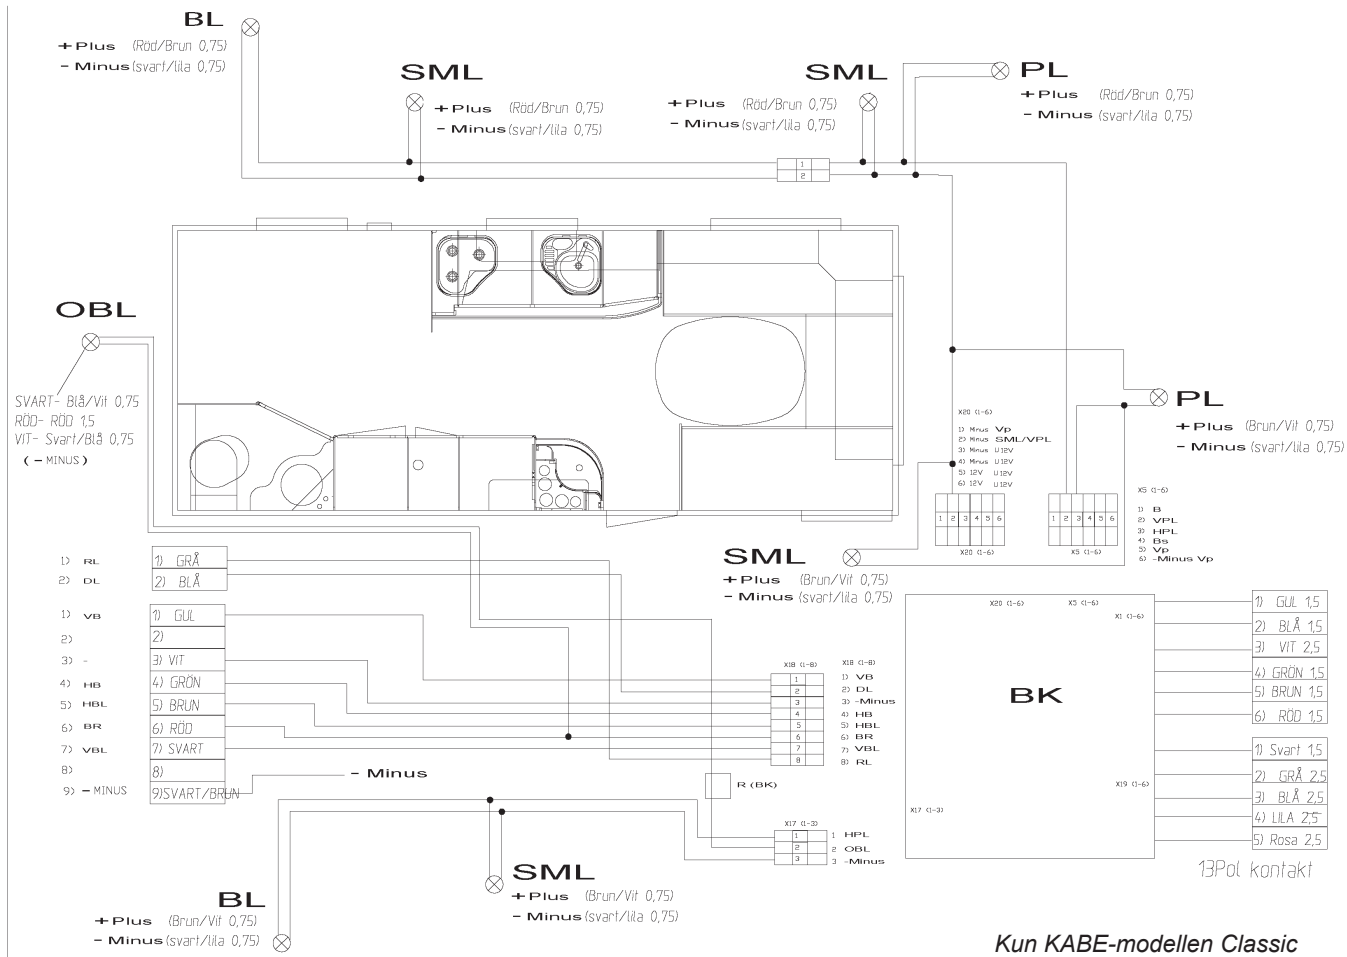 BL
+ Plus (Röd/Brun 0,75)
- Minus (svart/lila 0,75)
SML
+ Plus (Röd/Brun 0,75)
- Minus (svart/lila 0,75)
SML
+ Plus (Röd/Brun 0,75)
- Minus (svart/lila 0,75)
PL
+ Plus (Röd/Brun 0,75)
- Minus (svart/lila 0,75)
1
2
OBL
SVART- Blå/Vit 0,75
RÖD- RÖD 1,5
VIT- Svart/Blå 0,75
( - MINUS )
PL
+ Plus (Brun/Vit 0,75)
- Minus (svart/lila 0,75)
X20 (1-6)
1) Minus Vp
2) Minus SML/VPL
3) Minus U12V
4) Minus U12V
5) 12V U12V
6) 12V U12V
1 2 3 4 5 6
X20 (1-6)
1 2 3 4 5 6
X5 (1-6)
X5 (1-6)
1) B
2) VPL
3) HPL
4) Bs
5) Vp
6) -Minus Vp
SML
+ Plus (Brun/Vit 0,75)
- Minus (svart/lila 0,75)
1) RL 1) GRÅ
2) DL 2) BLÅ
1) VB 1) GUL
2) 2)
3) - 3) VIT
4) HB 4) GRÖN
5) HBL 5) BRUN
6) BR 6) RÖD
7) VBL 7) SVART
8) 8)
9) - MINUS 9)SVART/BRUN
- Minus
X18 (1-8)
1
2
3
4
5
6
7
8
X18 (1-8)
1) VB
2) DL
3) -Minus
4) HB
5) HBL
6) BR
7) VBL
8) RL
R (BK)
X17 (1-3)
1 1 HPL
2 2 OBL
3 3 -Minus
X20 (1-6)
X5 (1-6)
X1 (1-6)
BK
X19 (1-6)
X17 (1-3)
1) GUL 1,5
2) BLÅ 1,5
3) VIT 2,5
4) GRÖN 1,5
5) BRUN 1,5
6) RÖD 1,5
1) Svart 1,5
2) GRÅ 2,5
3) BLÅ 2,5
4) LILA 2,5
5) Rosa 2,5
13Pol kontakt
SML
+ Plus (Brun/Vit 0,75)
- Minus (svart/lila 0,75)
BL
+ Plus (Brun/Vit 0,75)
- Minus (svart/lila 0,75)
Kun KABE-modellen Classic